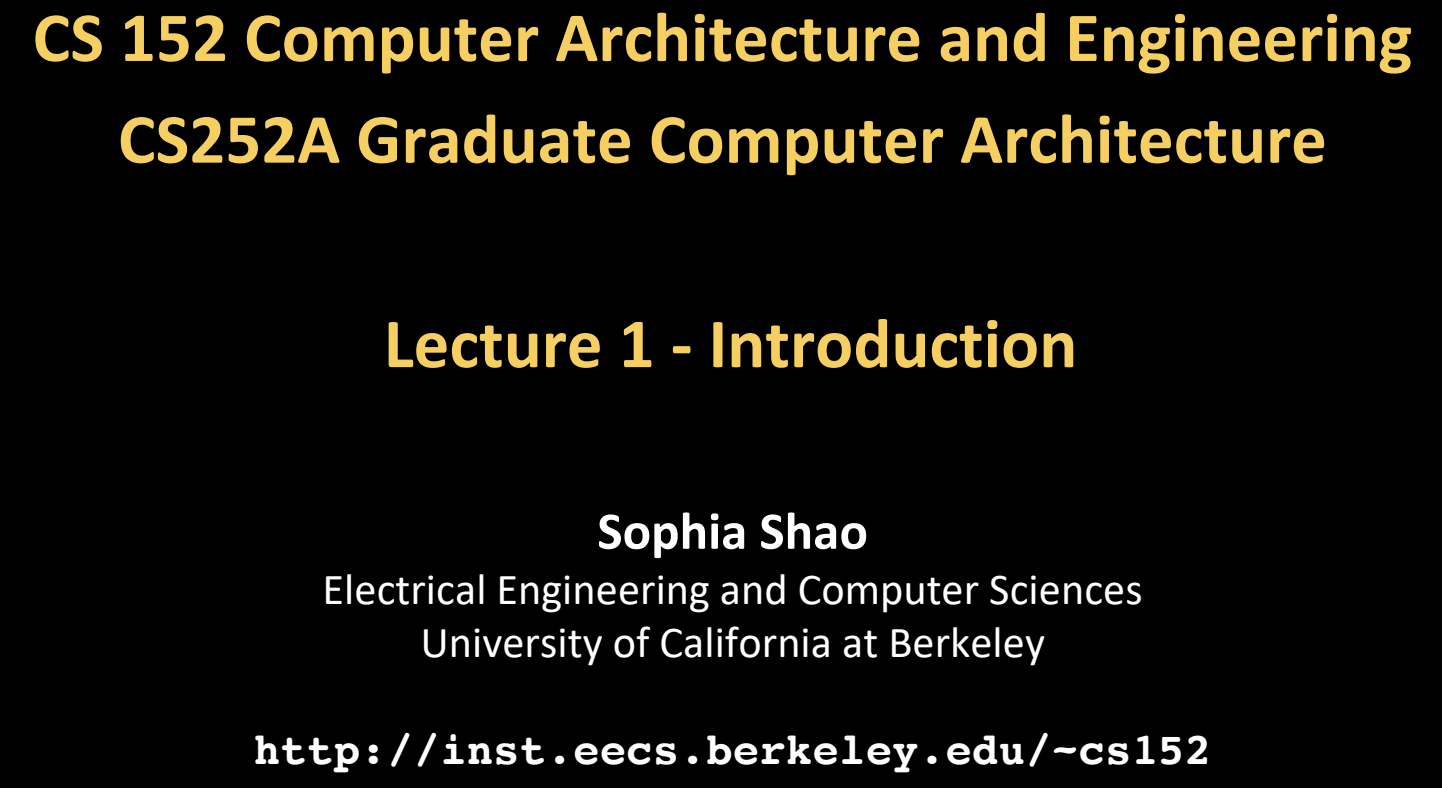 CS 152 Computer Architecture and Engineering
CS252A Graduate Computer Architecture
Lecture 1 - Introduction
Sophia Shao
Electrical Engineering and Computer Sciences
University of California at Berkeley
http://inst.eecs.berkeley.edu/~cs152